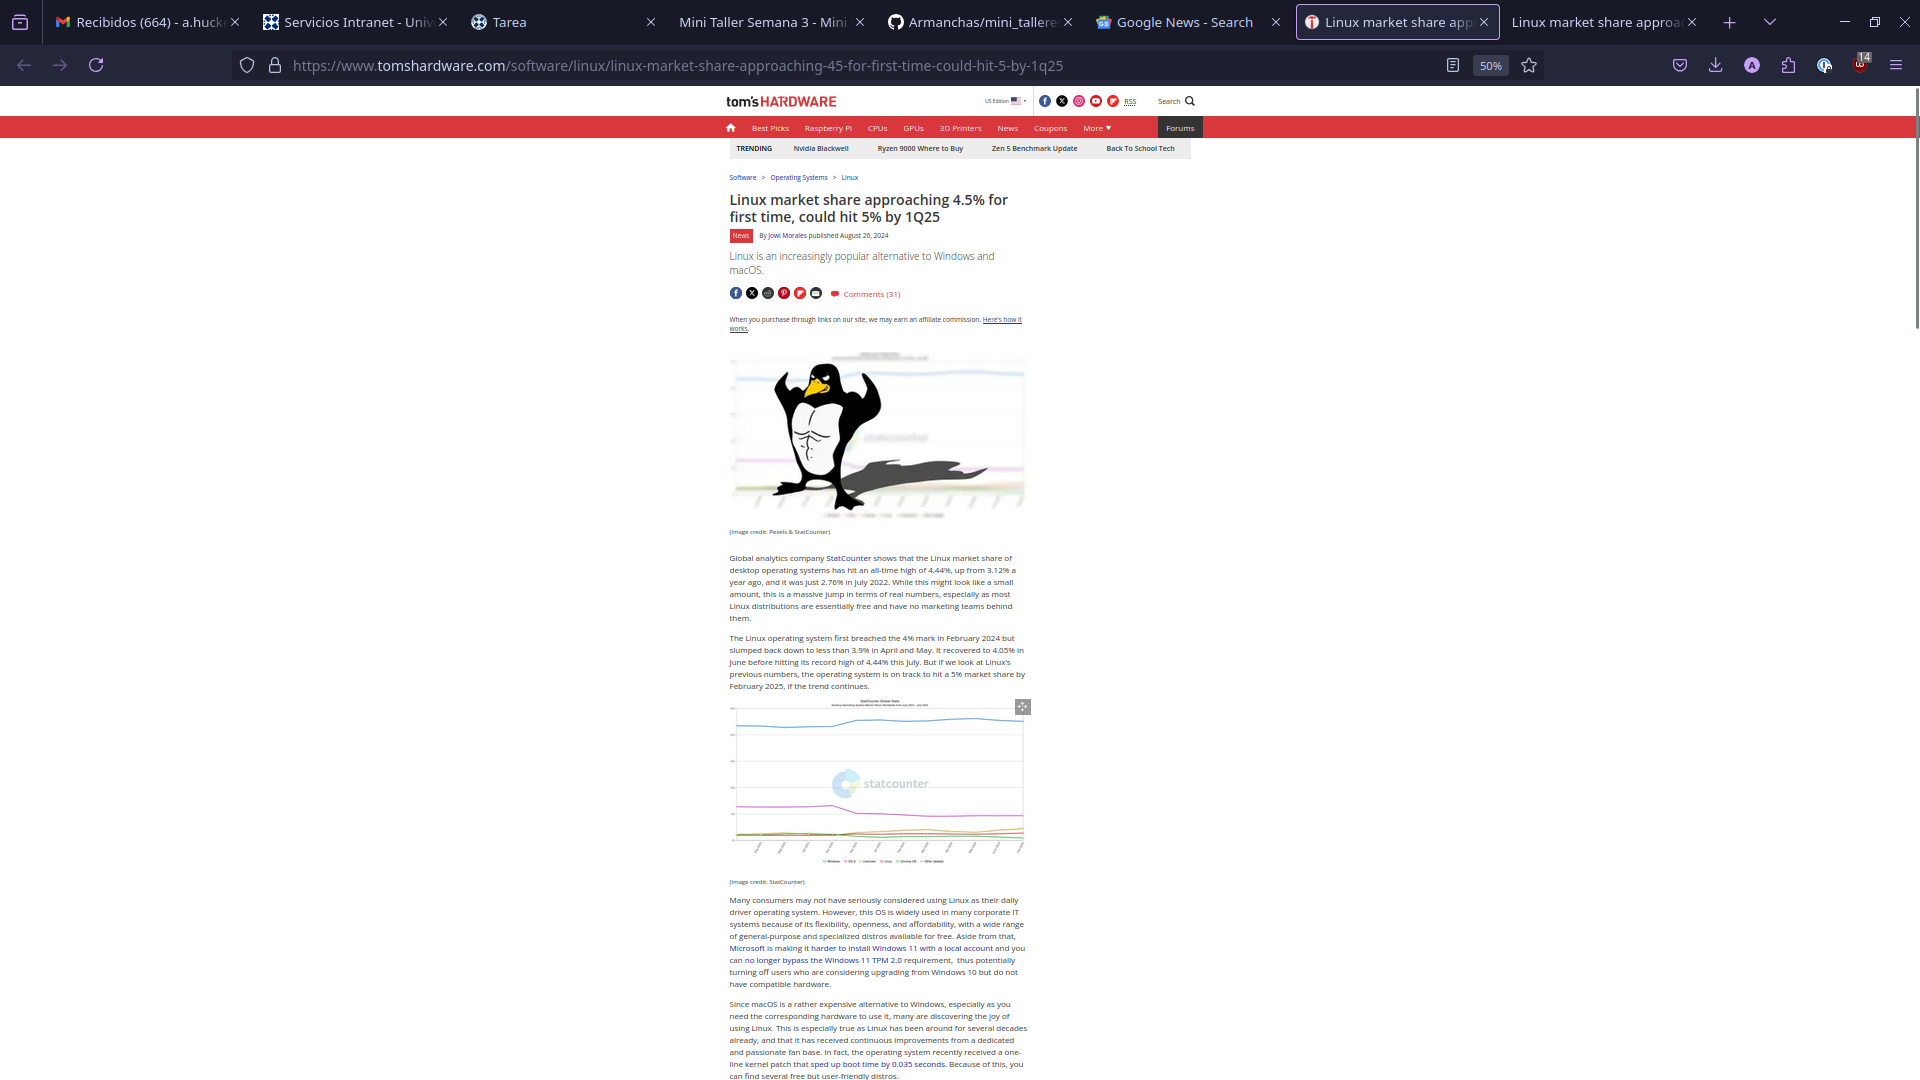 Recibidos (664) - a.hucke
Servicios Intranet - Univ
Tarea
Mini Taller Semana 3 - Mini
Armanchas/mini_tallere
Google News - Search
Linux market share app
Linux market share approa
https://www.tomshardware.com/software/linux/linux-market-share-approaching-45-for-first-time-could-hit-5-by-1q25
50%
14
tom's HARDWARE
US Edition
RSS
Search
Best Picks
Raspberry Pi
CPUs
GPUs
3D Printers
News
Coupons
More
Forums
TRENDING
Nvidia Blackwell
Ryzen 9000 Where to Buy
Zen 5 Benchmark Update
Back To School Tech
Software > Operating Systems > Linux
Linux market share approaching 4.5% for
first time, could hit 5% by 1Q25
News
By Jowi Morales published August 26, 2024
Linux is an increasingly popular alternative to Windows and
macOS.
Comments (31)
When you purchase through links on our site, we may earn an affiliate commission. Here's how it
works.
statcounter
(Image credit: Pexels & StatCounter)
Global analytics company StatCounter shows that the Linux market share of
desktop operating systems has hit an all-time high of 4.44%, up from 3.12% a
year ago, and it was just 2.76% in July 2022. While this might look like a small
amount, this is a massive jump in terms of real numbers, especially as most
Linux distributions are essentially free and have no marketing teams behind
them.
The Linux operating system first breached the 4% mark in February 2024 but
slumped back down to less than 3.9% in April and May. It recovered to 4.05% in
June before hitting its record high of 4.44% this July. But if we look at Linux's
previous numbers, the operating system is on track to hit a 5% market share by
February 2025, if the trend continues.
StatCounter Global Stats
statcounter
Windows
OS X
Unknown
Linux
Chrome OS
(Image credit: StatCounter)
Many consumers may not have seriously considered using Linux as their daily
driver operating system. However, this OS is widely used in many corporate IT
systems because of its flexibility, openness, and affordability, with a wide range
of general-purpose and specialized distros available for free. Aside from that,
Microsoft is making it harder to install Windows 11 with a local account and you
can no longer bypass the Windows 11 TPM 2.0 requirement, thus potentially
turning off users who are considering upgrading from Windows 10 but do not
have compatible hardware.
Since macOS is a rather expensive alternative to Windows, especially as you
need the corresponding hardware to use it, many are discovering the joy of
using Linux. This is especially true as Linux has been around for several decades
already, and that it has received continuous improvements from a dedicated
and passionate fan base. In fact, the operating system recently received a one-
line kernel patch that sped up boot time by 0.035 seconds. Because of this, you
can find several free but user-friendly distros.